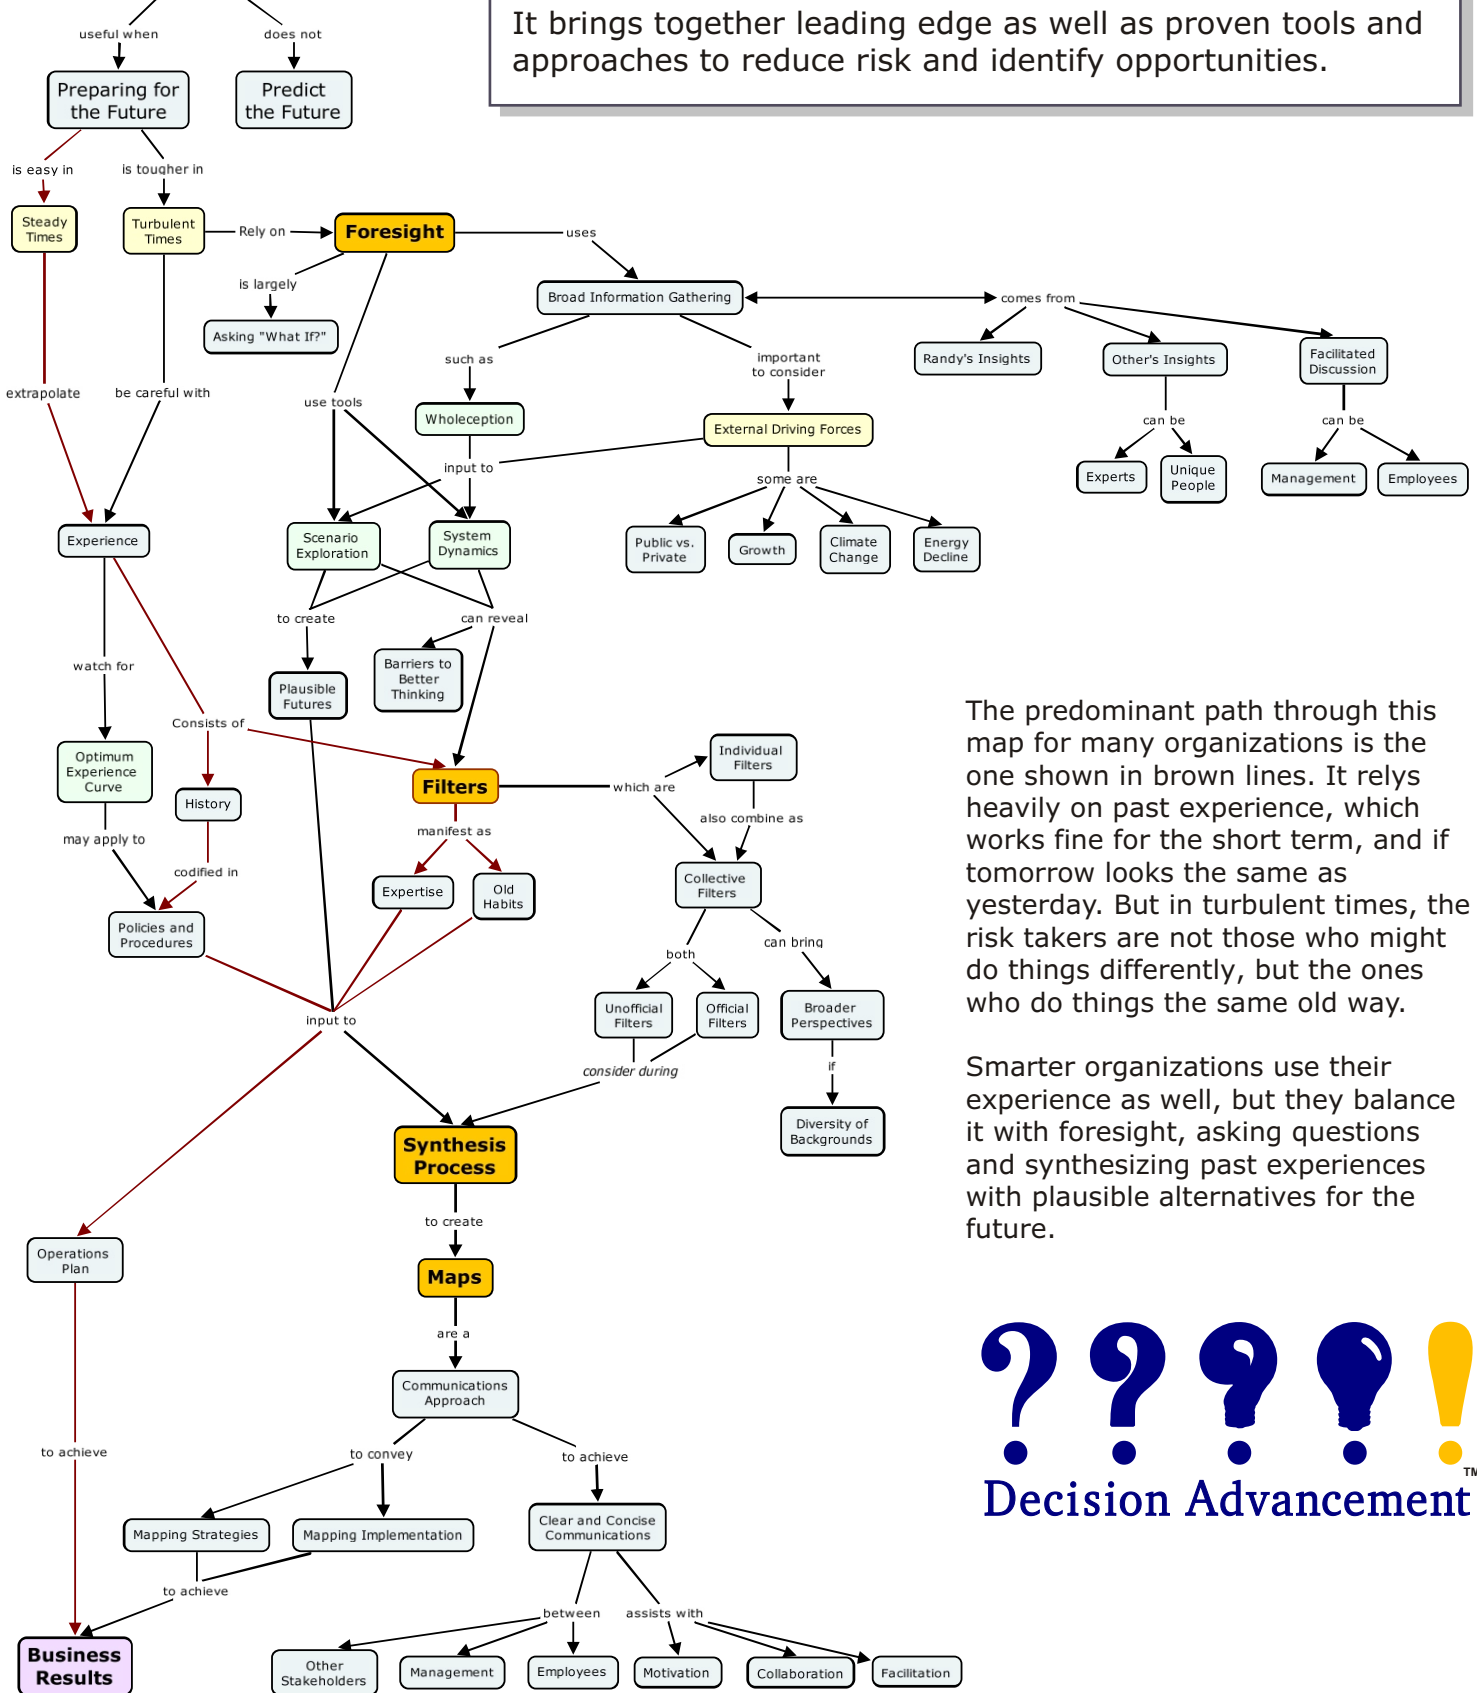 It brings together leading edge as well as proven tools and
approaches to reduce risk and identify opportunities.
useful when
does not
Preparing for
the Future
Predict
the Future
is easy in
is tougher in
Steady
Times
Turbulent
Times
Rely on
Foresight
uses
is largely
Asking "What If?"
Broad Information Gathering
comes from
such as
important
to consider
Randy's Insights
Other's Insights
Facilitated
Discussion
extrapolate
be careful with
use tools
Wholeception
External Driving Forces
can be
can be
input to
some are
Experts
Unique
People
Management
Employees
Experience
Scenario
Exploration
System
Dynamics
Public vs.
Private
Growth
Climate
Change
Energy
Decline
to create
can reveal
watch for
Barriers to
Better
Thinking
Plausible
Futures
Consists of
Optimum
Experience
Curve
History
Filters
which are
Individual
Filters
may apply to
manifest as
also combine as
codified in
Expertise
Old
Habits
Collective
Filters
Policies and
Procedures
both
can bring
Unofficial
Filters
Official
Filters
Broader
Perspectives
input to
consider during
if
Synthesis
Process
Diversity of
Backgrounds
to create
Operations
Plan
Maps
are a
Communications
Approach
to achieve
to convey
to achieve
Mapping Strategies
Mapping Implementation
Clear and Concise
Communications
to achieve
between
assists with
Business
Results
Other
Stakeholders
Management
Employees
Motivation
Collaboration
Facilitation
The predominant path through this
map for many organizations is the
one shown in brown lines. It relys
heavily on past experience, which
works fine for the short term, and if
tomorrow looks the same as
yesterday. But in turbulent times, the
risk takers are not those who might
do things differently, but the ones
who do things the same old way.
Smarter organizations use their
experience as well, but they balance
it with foresight, asking questions
and synthesizing past experiences
with plausible alternatives for the
future.
????!
TM
Decision Advancement